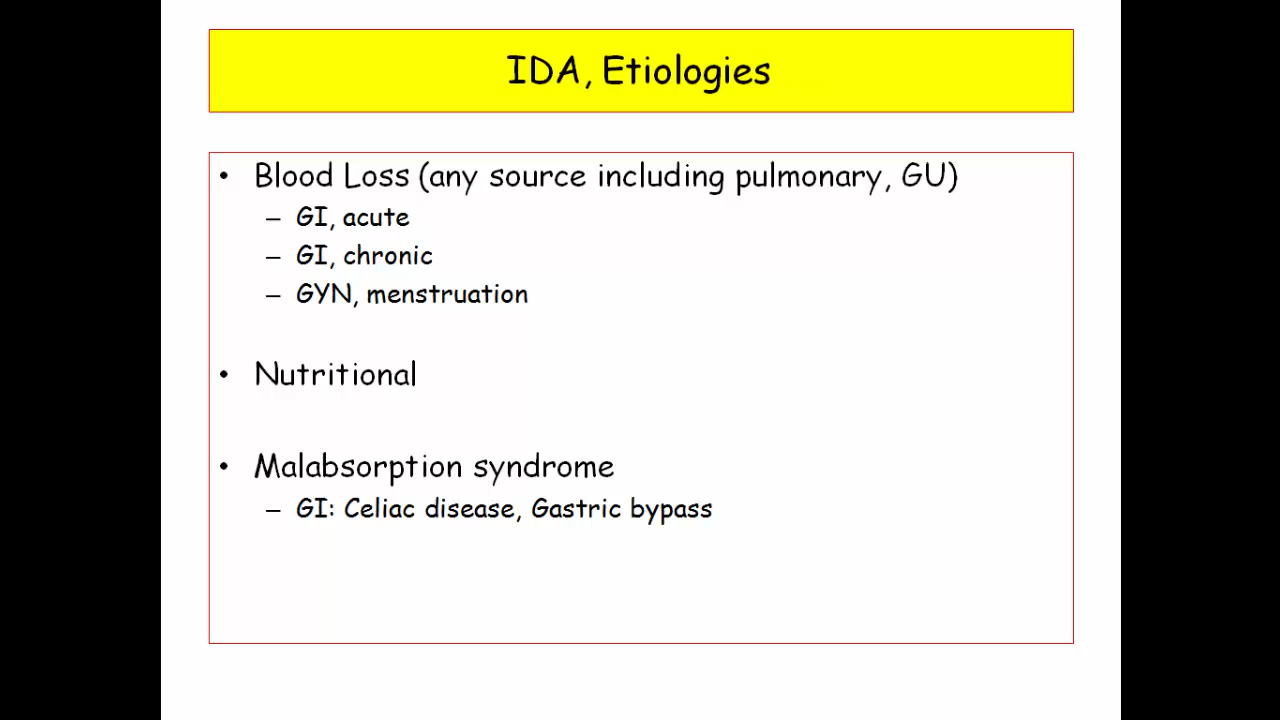 IDA, Etiologies
• Blood Loss (any source including pulmonary, GU)
– GI, acute
– GI, chronic
– GYN, menstruation
• Nutritional
• Malabsorption syndrome
– GI: Celiac disease, Gastric bypass